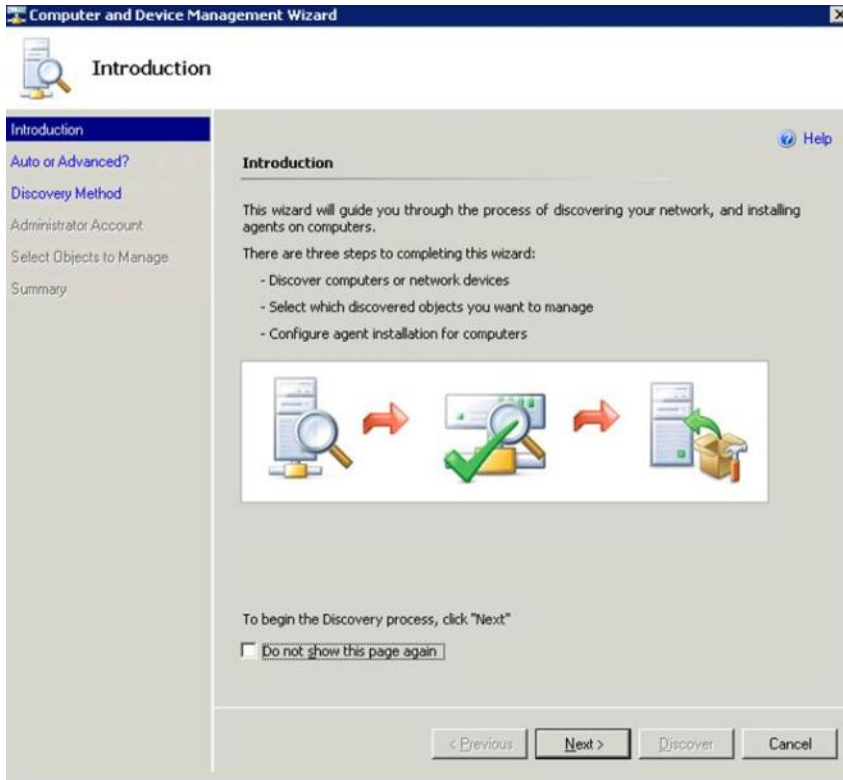 Computer and Device Management Wizard
Introduction
Introduction
Auto or Advanced?
Discovery Method
Administrator Account
Select Objects to Manage
Summary
Help
Introduction
This wizard will guide you through the process of discovering your network, and installing
agents on computers.
There are three steps to completing this wizard:
- Discover computers or network devices
- Select which discovered objects you want to manage
- Configure agent installation for computers
To begin the Discovery process, click "Next"
Do not show this page again
< Previous
Next >
Discover
Cancel